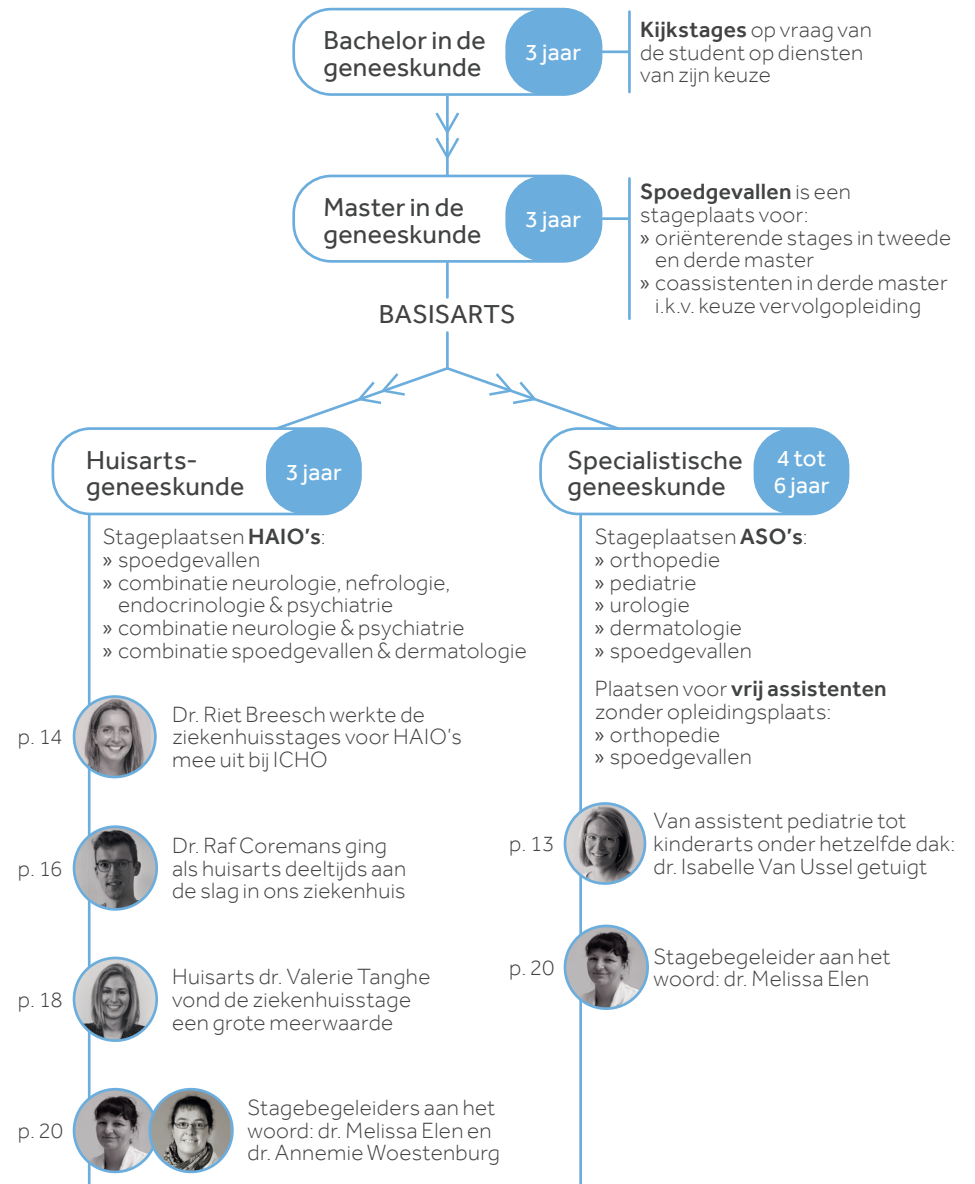 Bachelor in de
geneeskunde
3 jaar
Kijkstages op vraag van
de student op diensten
van zijn keuze
Master in de
geneeskunde
3 jaar
Spoedgevallen is een
stageplaats voor:
» oriënterende stages in tweede
en derde master
» coassistenten in derde master
i.k.v. keuze vervolgopleiding
BASISARTS
Huisarts-
geneeskunde
3 jaar
Stageplaatsen HAIO's:
» spoedgevallen
» combinatie neurologie, nefrologie,
endocrinologie & psychiatrie
» combinatie neurologie & psychiatrie
» combinatie spoedgevallen & dermatologie
p. 14
Dr. Riet Breesch werkte de
ziekenhuisstages voor HAIO's
mee uit bij ICHO
p. 16
Dr. Raf Coremans ging
als huisarts deeltijds aan
de slag in ons ziekenhuis
p. 18
Huisarts dr. Valerie Tanghe
vond de ziekenhuisstage
een grote meerwaarde
p. 20
Stagebegeleiders aan het
woord: dr. Melissa Elen en
dr. Annemie Woestenburg
Specialistische
geneeskunde
4 tot
6 jaar
Stageplaatsen ASO's:
» orthopedie
» pediatrie
» urologie
» dermatologie
» spoedgevallen
Plaatsen voor vrij assistenten
zonder opleidingsplaats:
» orthopedie
» spoedgevallen
p. 13
Van assistent pediatrie tot
kinderarts onder hetzelfde dak:
dr. Isabelle Van Ussel getuigt
p. 20
Stagebegeleider aan het
woord: dr. Melissa Elen